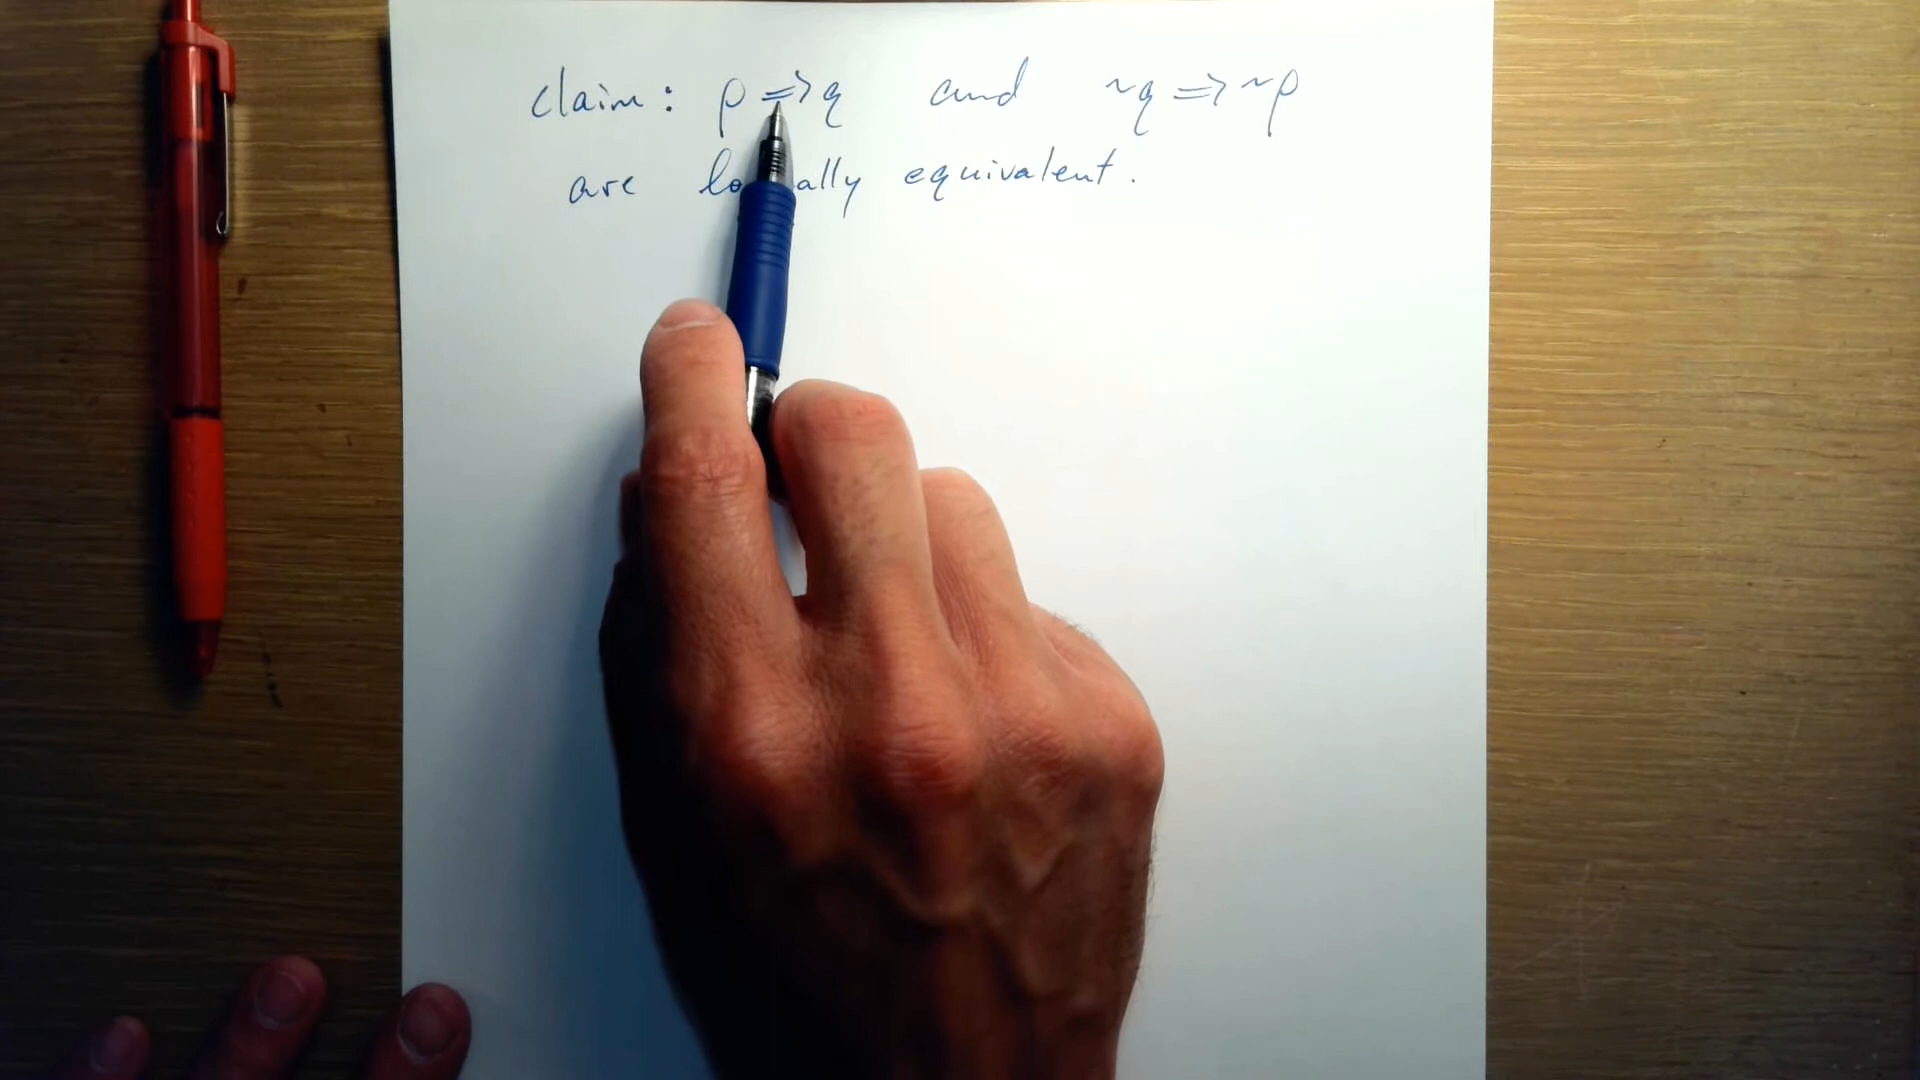 claim: p => q and ~q => ~p
are equivalent.